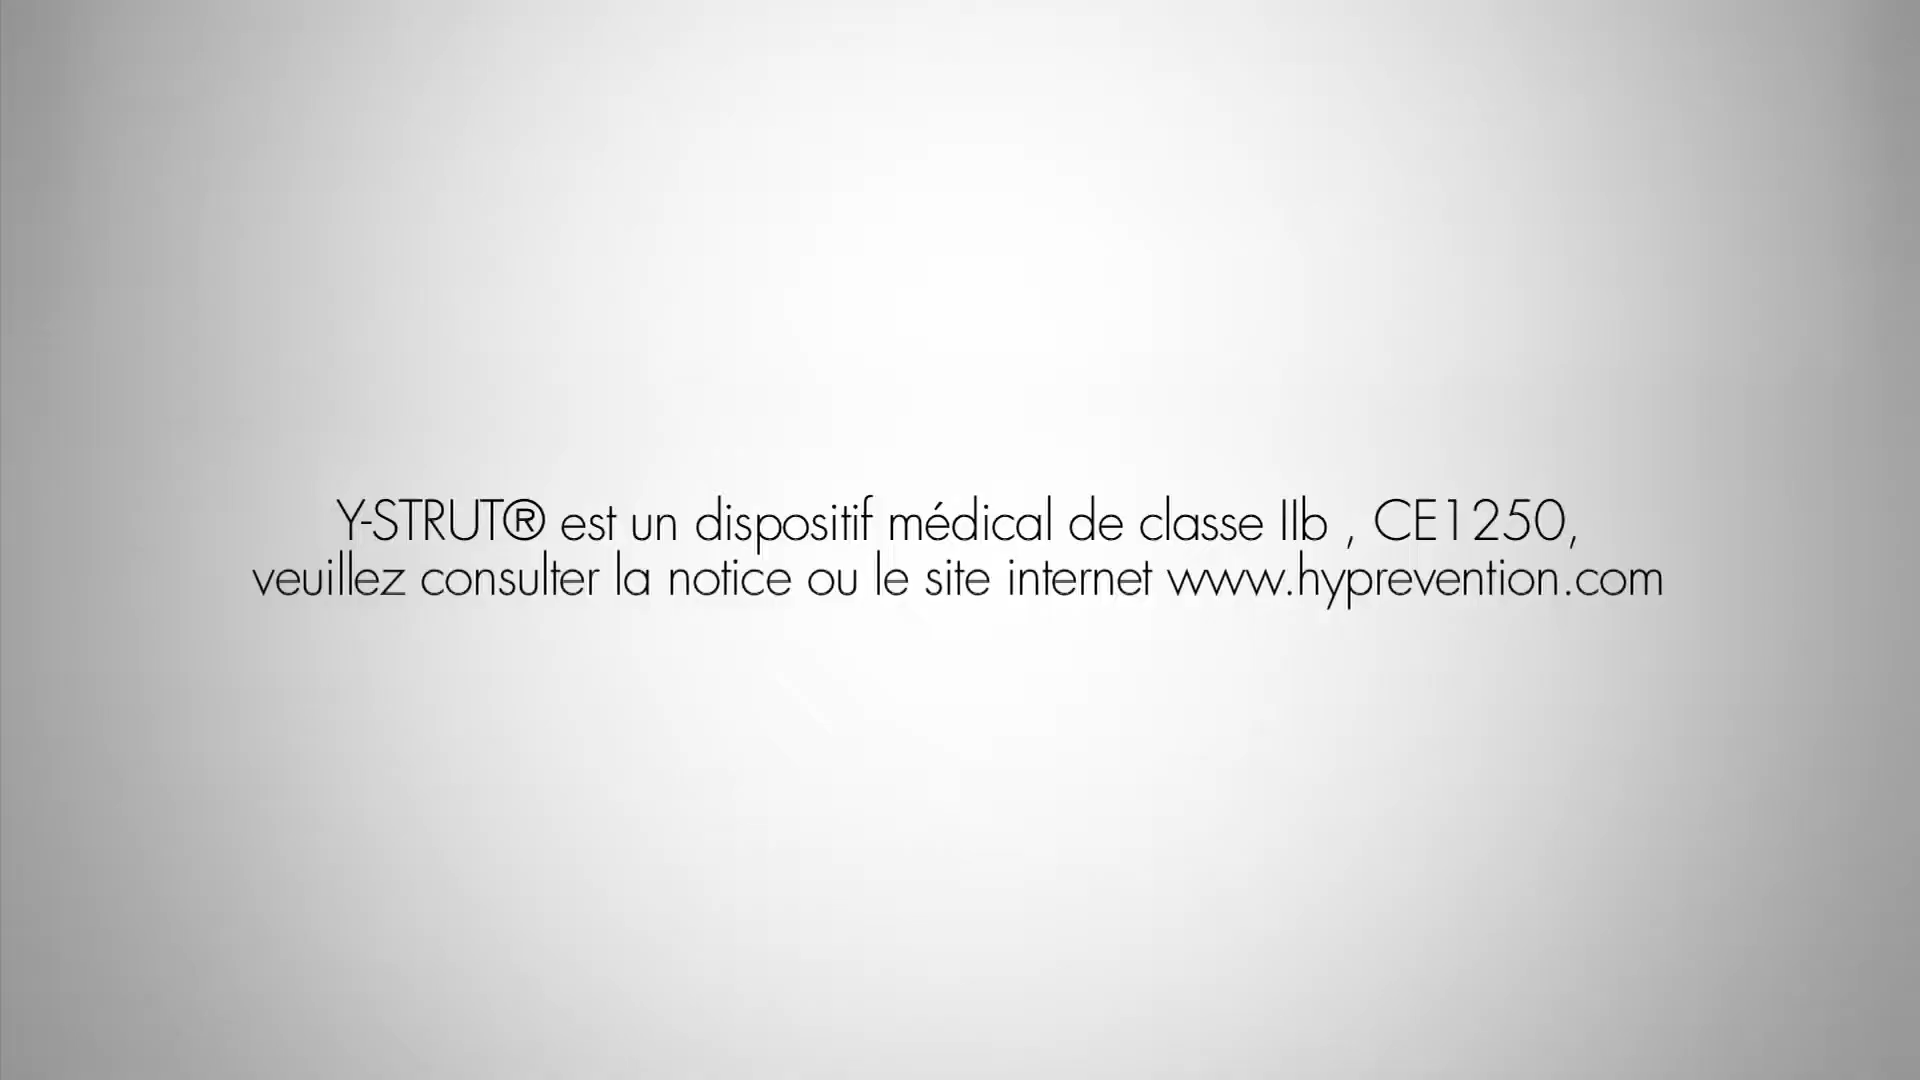 Y-STRUT® est un dispositif médical de classe IIb , CE1250,
veuillez consulter la notice ou le site internet www.hyprevention.com